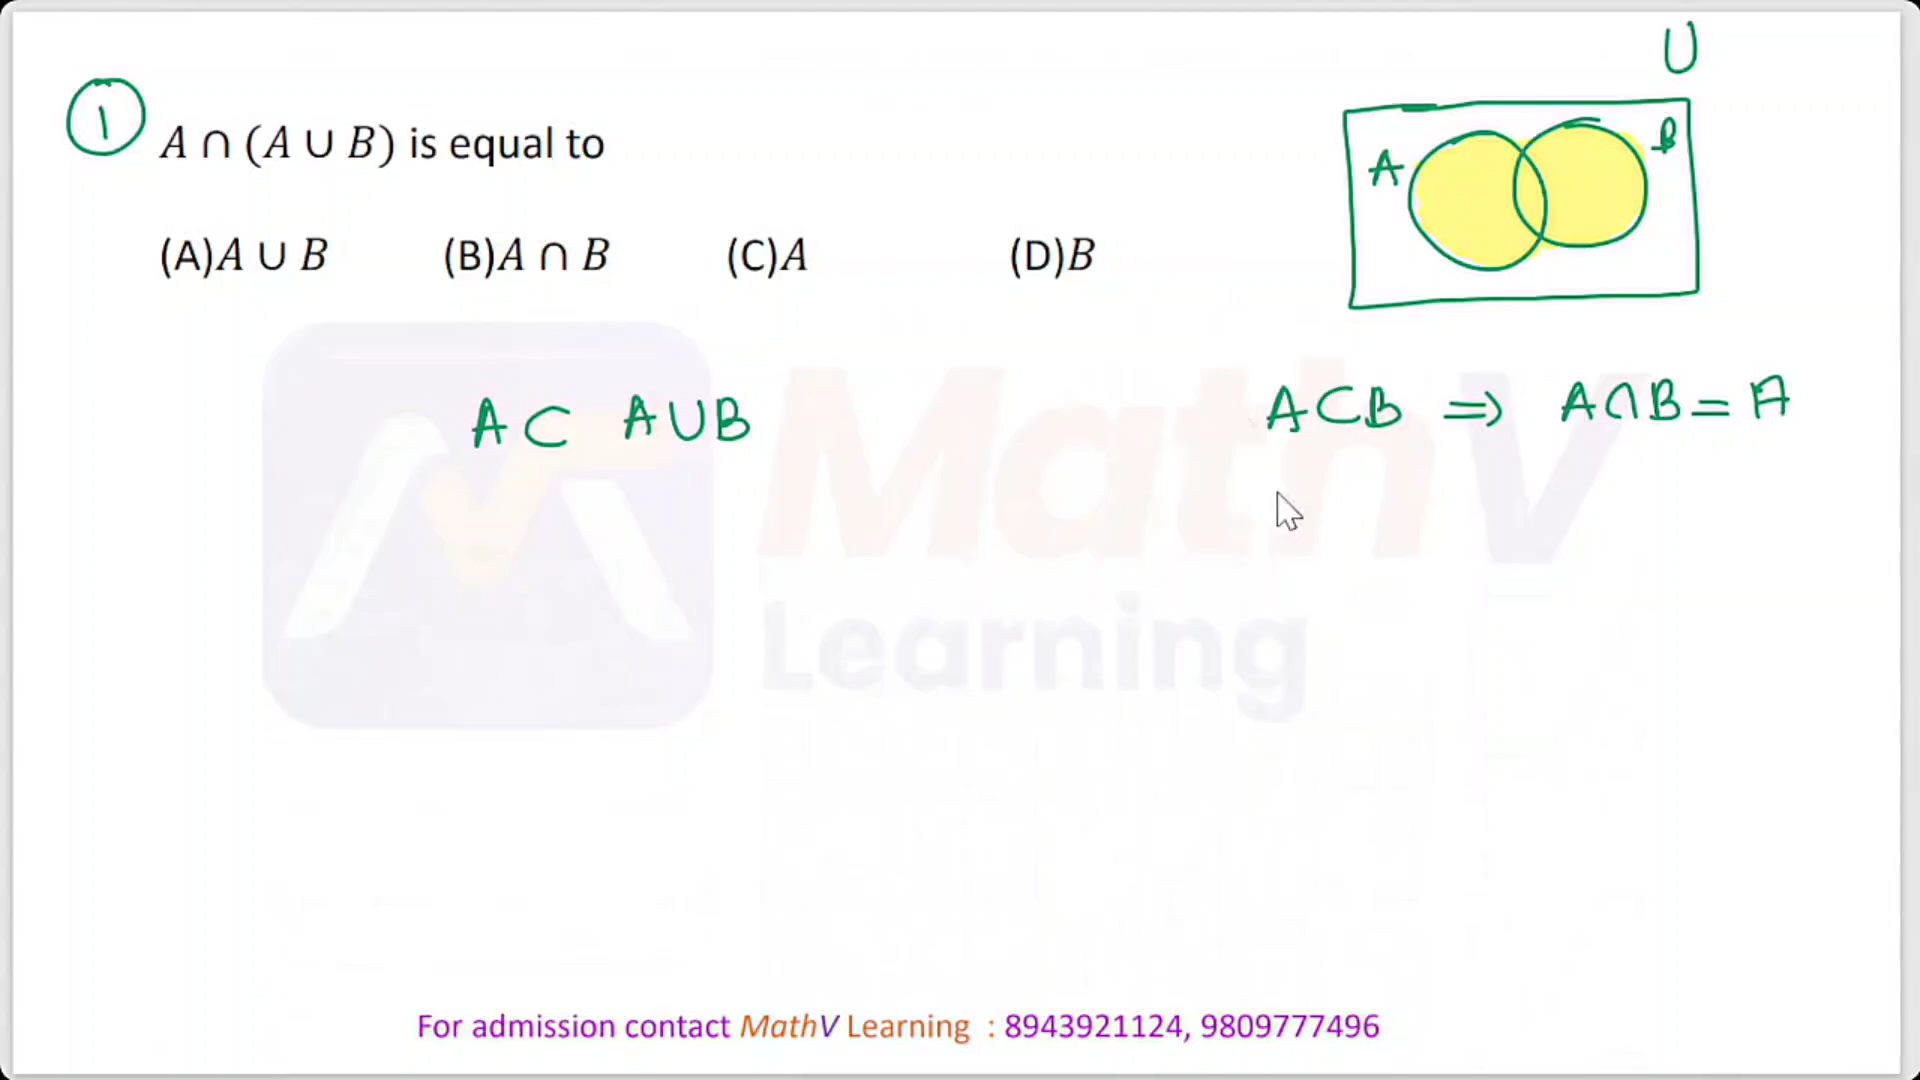 U
① A ∩ (A ∪ B) is equal to
A B
(A)A ∪ B (B)A ∩ B (C)A (D)B
A ⊂ A∪B
A⊂B ⇒ A∩B = A
MathV
Learning
For admission contact MathV Learning : 8943921124, 9809777496